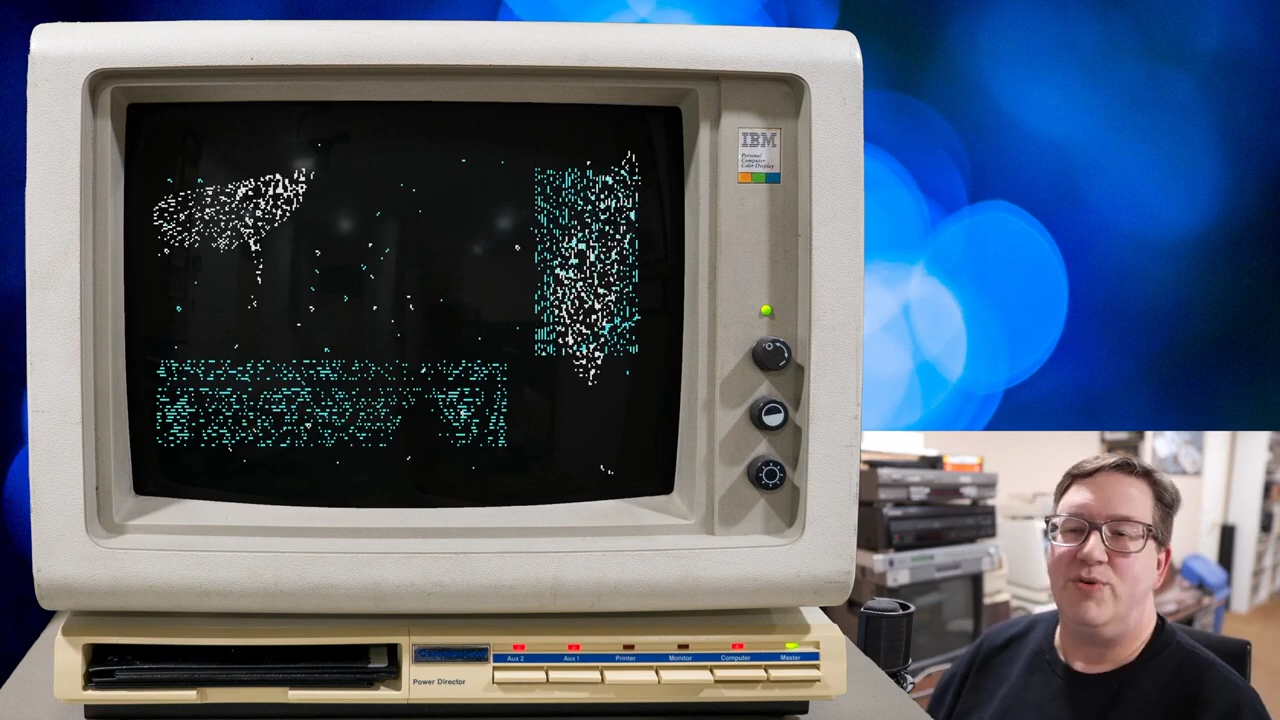 IBM
Personal
Computer
Color Display
Aux 2
Aux 1
Printer
Monitor
Computer
Master
Power Director